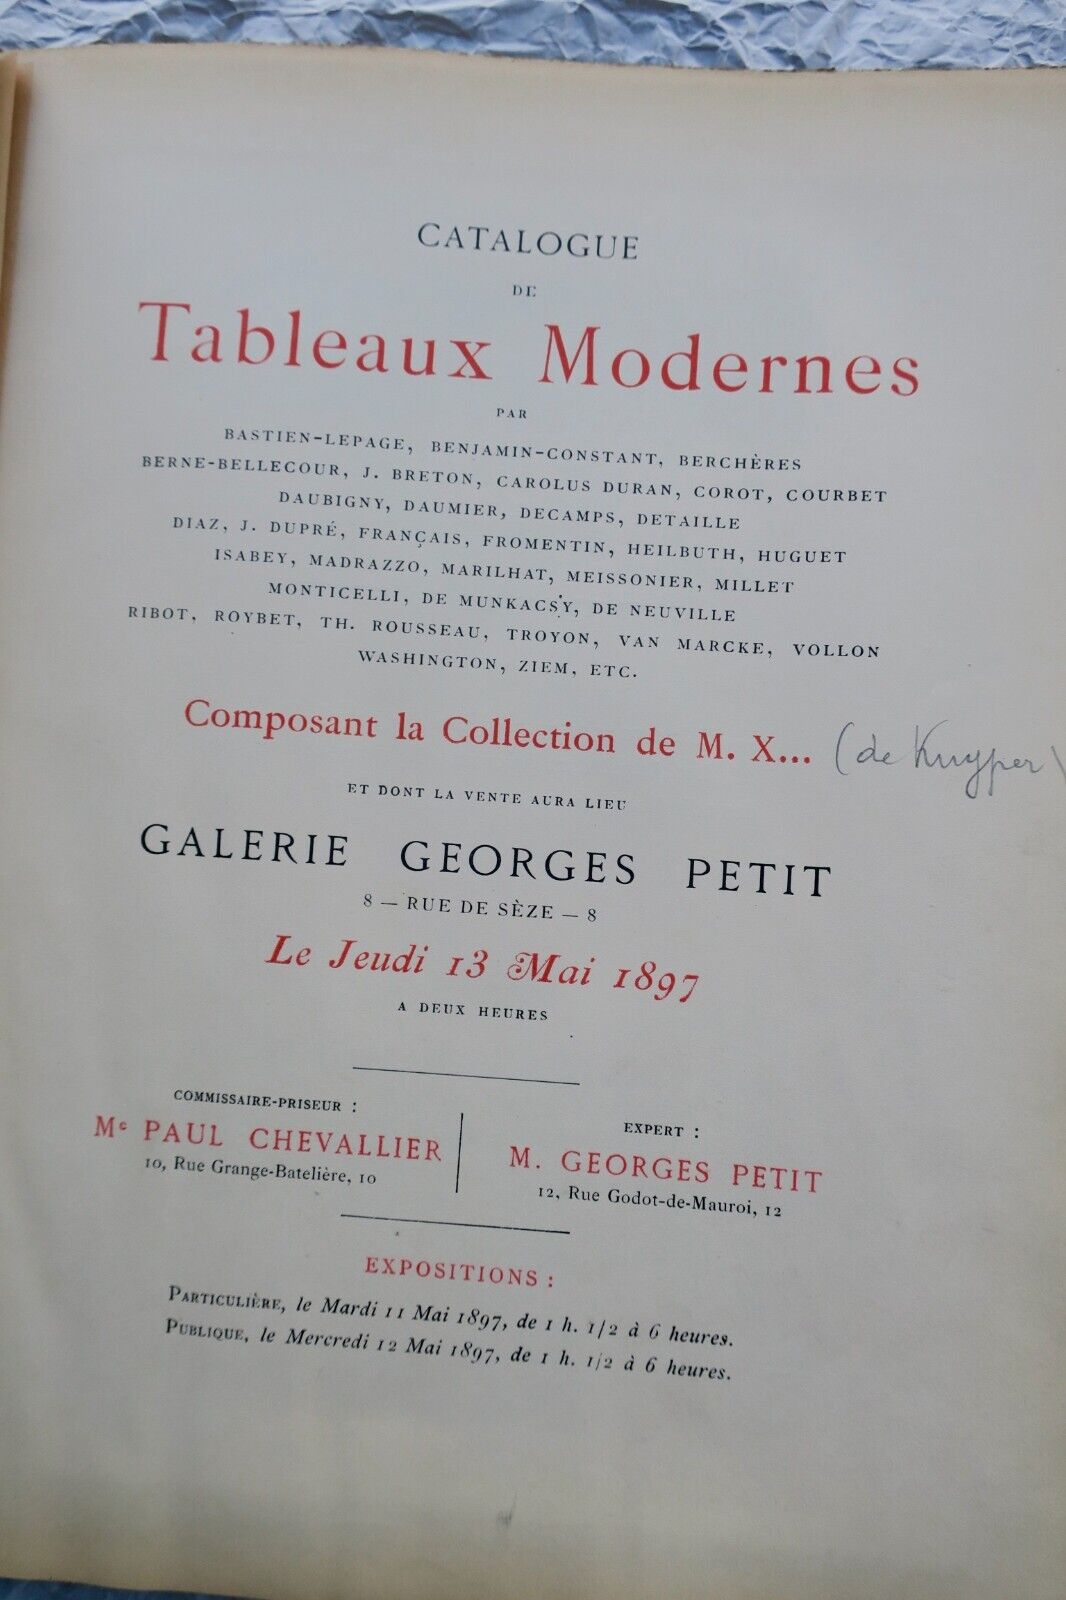 CATALOGUE
DE
Tableaux Modernes
PAR
BASTIEN-LEPAGE, BENJAMIN-CONSTANT, BERCHÈRES
BERNE-BELLECOUR, J. BRETON, CAROLUS DURAN, COROT, COURBET
DAUBIGNY, DAUMIER, DECAMPS, DETAILLE
DIAZ, J. DUPRÉ, FRANÇAIS, FROMENTIN, HEILBUTH, HUGUET
ISABEY, MADRAZZO, MARILHAT, MEISSONIER, MILLET
MONTICELLI, DE MUNKACSY, DE NEUVILLE
RIBOT, ROYBET, TH. ROUSSEAU, TROYON, VAN MARCKE, VOLLON
WASHINGTON, ZIEM, ETC.
Composant la Collection de M. X... (de Kuyper)
ET DONT LA VENTE AURA LIEU
GALERIE GEORGES PETIT
8 — RUE DE SÈZE — 8
Le Jeudi 13 Mai 1897
A DEUX HEURES
COMMISSAIRE-PRISEUR :
Me PAUL CHEVALLIER
10, Rue Grange-Batelière, 10
EXPERT :
M. GEORGES PETIT
12, Rue Godot-de-Mauroi, 12
EXPOSITIONS :
PARTICULIÈRE, le Mardi 11 Mai 1897, de 1 h. 1/2 à 6 heures.
PUBLIQUE, le Mercredi 12 Mai 1897, de 1 h. 1/2 à 6 heures.